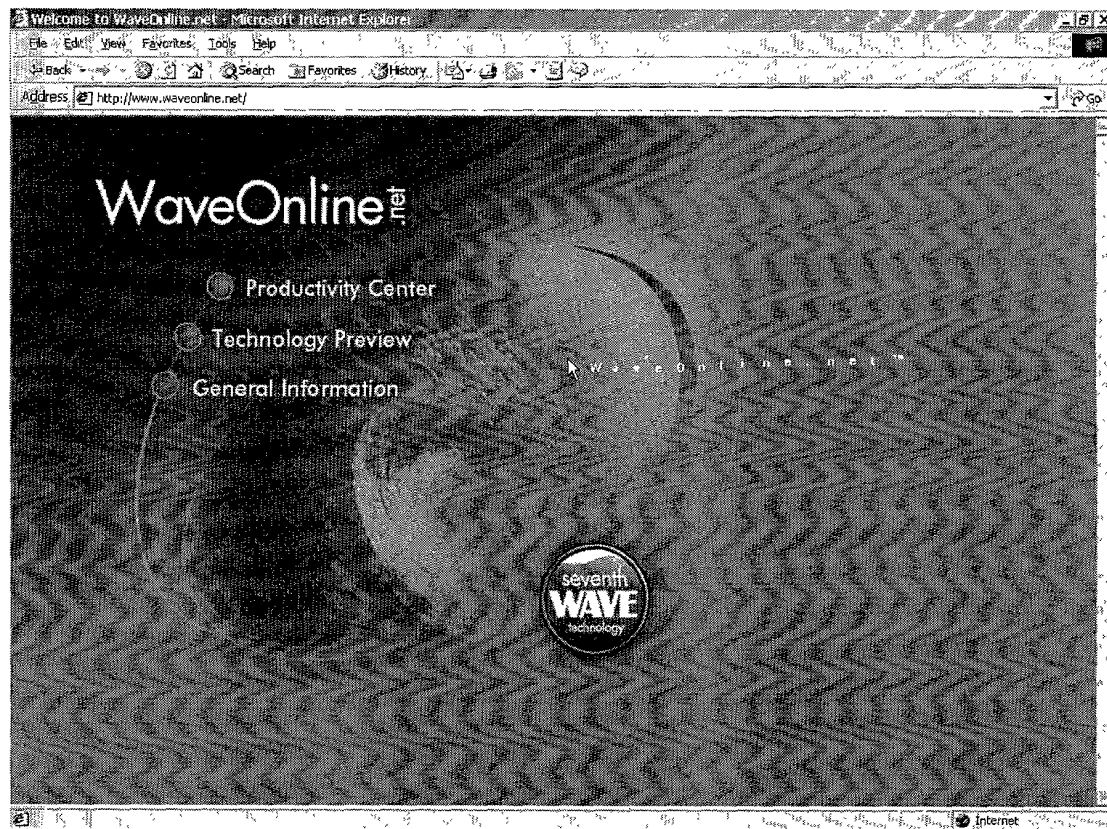 Welcome to WaveOnline.net - Microsoft Internet Explorer
File Edit View Favorites Tools Help
Back Search Favorites History
Address http://www.waveonline.net/ Go
WaveOnline.net
Productivity Center
Technology Preview
General Information
WaveOnline.net™
seventh
WAVE
technology
Internet